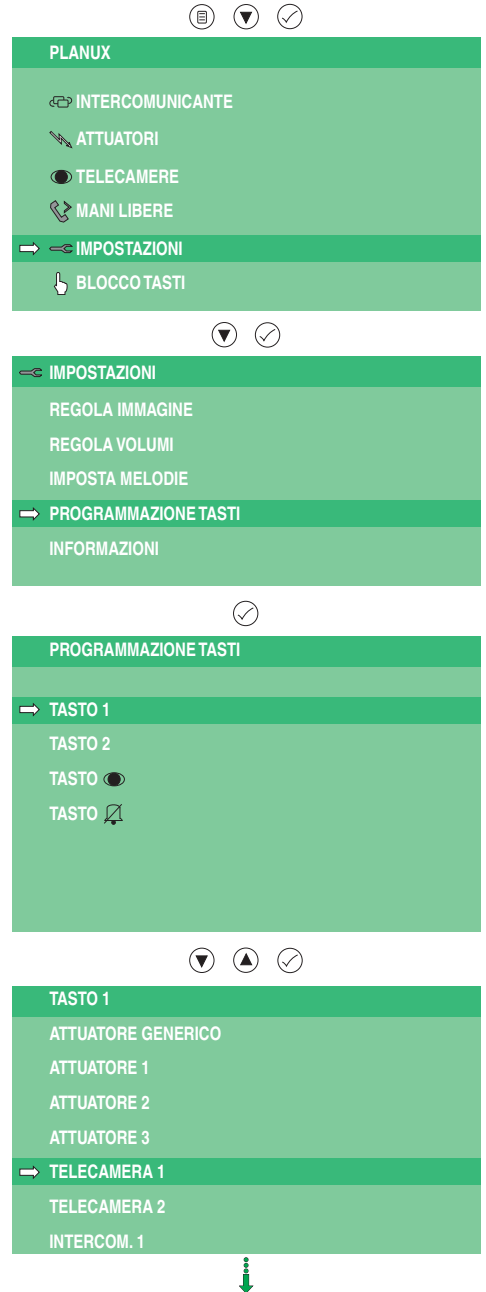 PLANUX
INTERCOMUNICANTE
ATTUATORI
TELECAMERE
MANI LIBERE
IMPOSTAZIONI
BLOCCO TASTI
IMPOSTAZIONI
REGOLA IMMAGINE
REGOLA VOLUMI
IMPOSTA MELODIE
PROGRAMMAZIONE TASTI
INFORMAZIONI
PROGRAMMAZIONE TASTI
TASTO 1
TASTO 2
TASTO
TASTO
TASTO 1
ATTUATORE GENERICO
ATTUATORE 1
ATTUATORE 2
ATTUATORE 3
TELECAMERA 1
TELECAMERA 2
INTERCOM. 1